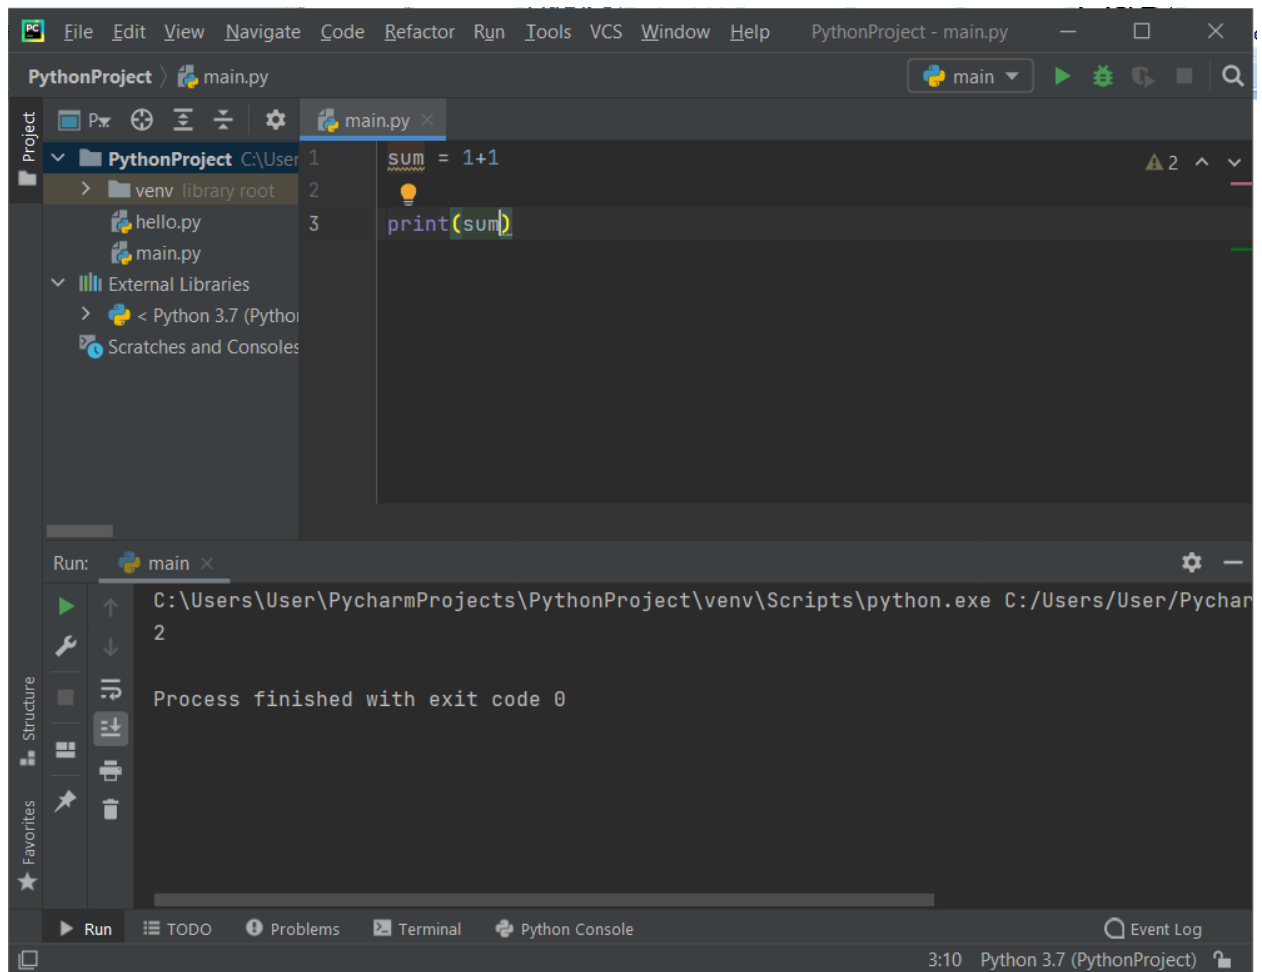 PC File Edit View Navigate Code Refactor Run Tools VCS Window Help PythonProject - main.py
PythonProject main.py main
Project P main.py
PythonProject C:\User
venv library root
hello.py
main.py
External Libraries
< Python 3.7 (Pytho
Scratches and Consoles
1 sum = 1+1
2
3 print(sum)
2
Run: main
C:\Users\User\PycharmProjects\PythonProject\venv\Scripts\python.exe C:/Users/User/Pychar
2
Process finished with exit code 0
Structure
Favorites
Run TODO Problems Terminal Python Console Event Log
3:10 Python 3.7 (PythonProject)